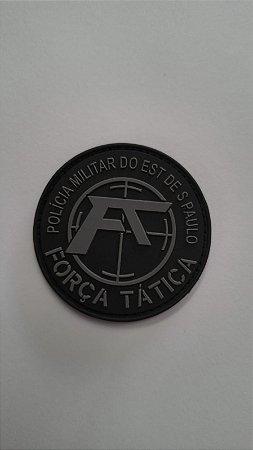 POLÍCIA MILITAR DO EST DE S PAULO
FT
FORÇA TÁTICA